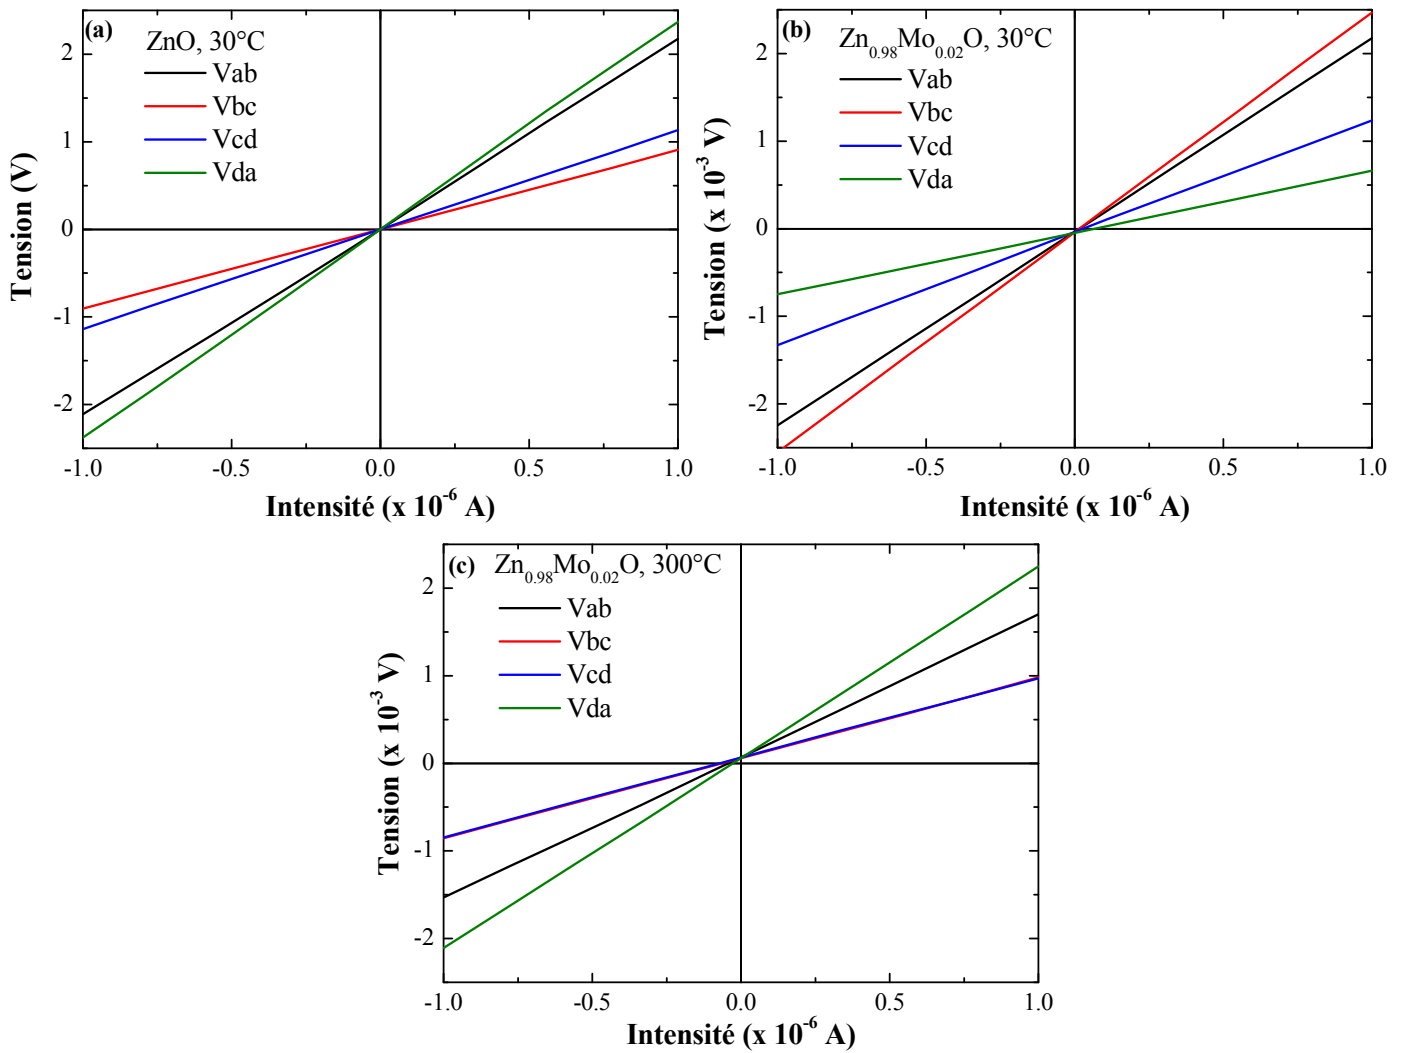 (a)
ZnO, 30°C
Vab
Vbc
Vcd
Vda
2
1
0
-1
-2
Tension (V)
-1.0 -0.5 0.0 0.5 1.0
Intensité (x 10⁻⁶ A)
(b)
Zn₀.₉₈Mo₀.₀₂O, 30°C
Vab
Vbc
Vcd
Vda
2
1
0
-1
-2
Tension (x 10⁻³ V)
-1.0 -0.5 0.0 0.5 1.0
Intensité (x 10⁻⁶ A)
(c)
Zn₀.₉₈Mo₀.₀₂O, 300°C
Vab
Vbc
Vcd
Vda
2
1
0
-1
-2
Tension (x 10⁻³ V)
-1.0 -0.5 0.0 0.5 1.0
Intensité (x 10⁻⁶ A)